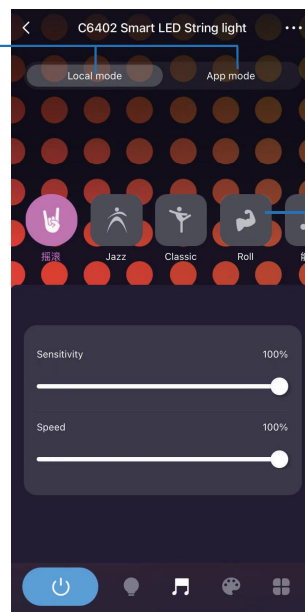 C6402 Smart LED String light
Local mode
App mode
摇滚
Jazz
Classic
Roll
Sensitivity
100%
Speed
100%